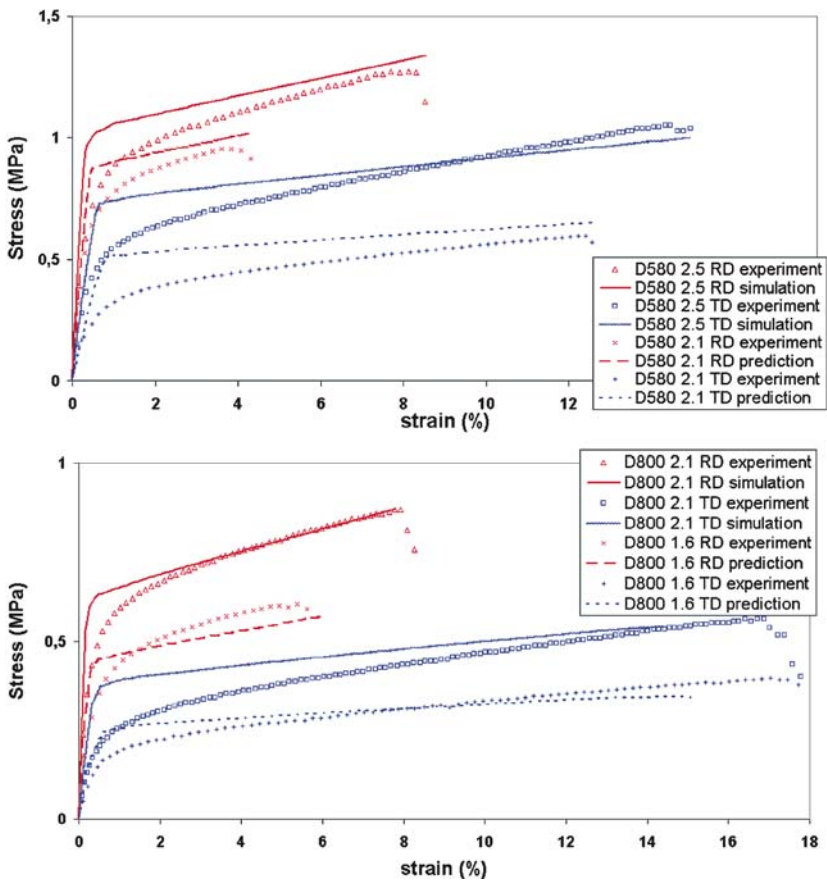 1,5
1
0,5
0
Stress (MPa)
0 2 4 6 8 10 12
strain (%)
D580 2.5 RD experiment
D580 2.5 RD simulation
D580 2.5 TD experiment
D580 2.5 TD simulation
D580 2.1 RD experiment
D580 2.1 RD prediction
D580 2.1 TD experiment
D580 2.1 TD prediction
1
0,5
0
Stress (MPa)
0 2 4 6 8 10 12 14 16 18
strain (%)
D800 2.1 RD experiment
D800 2.1 RD simulation
D800 2.1 TD experiment
D800 2.1 TD simulation
D800 1.6 RD experiment
D800 1.6 RD prediction
D800 1.6 TD experiment
D800 1.6 TD prediction